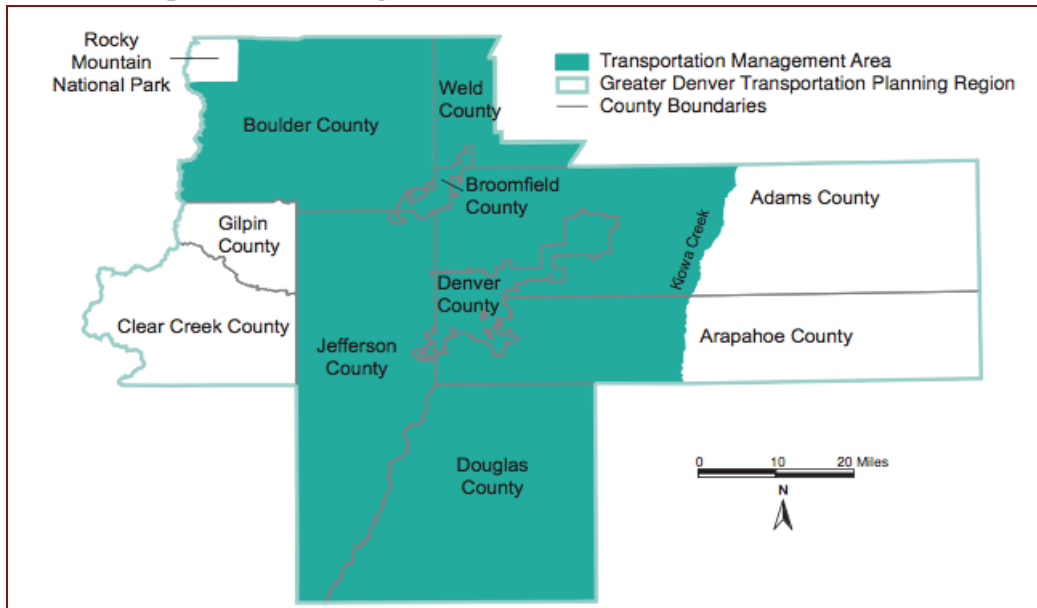 Rocky
Mountain
National Park
Transportation Management Area
Greater Denver Transportation Planning Region
County Boundaries
Weld
County
Boulder County
Broomfield
County
Adams County
Gilpin
County
Kiowa Creek
Denver
County
Clear Creek County
Jefferson
County
Arapahoe County
Douglas
County
0 10 20 Miles
N